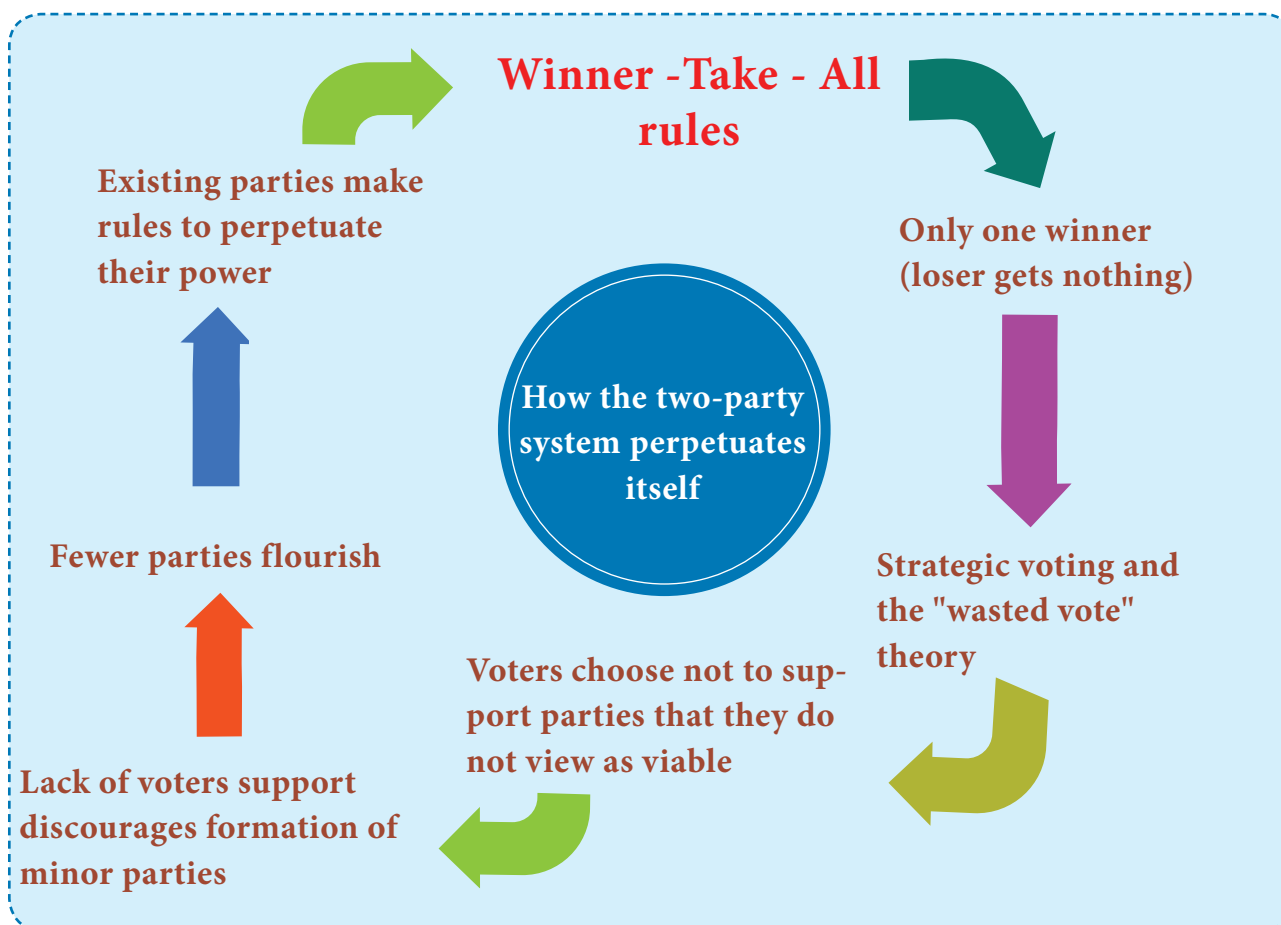 Winner -Take - All
rules
Only one winner
(loser gets nothing)
Strategic voting and
the "wasted vote"
theory
Voters choose not to sup-
port parties that they do
not view as viable
Lack of voters support
discourages formation of
minor parties
Fewer parties flourish
Existing parties make
rules to perpetuate
their power
How the two-party
system perpetuates
itself